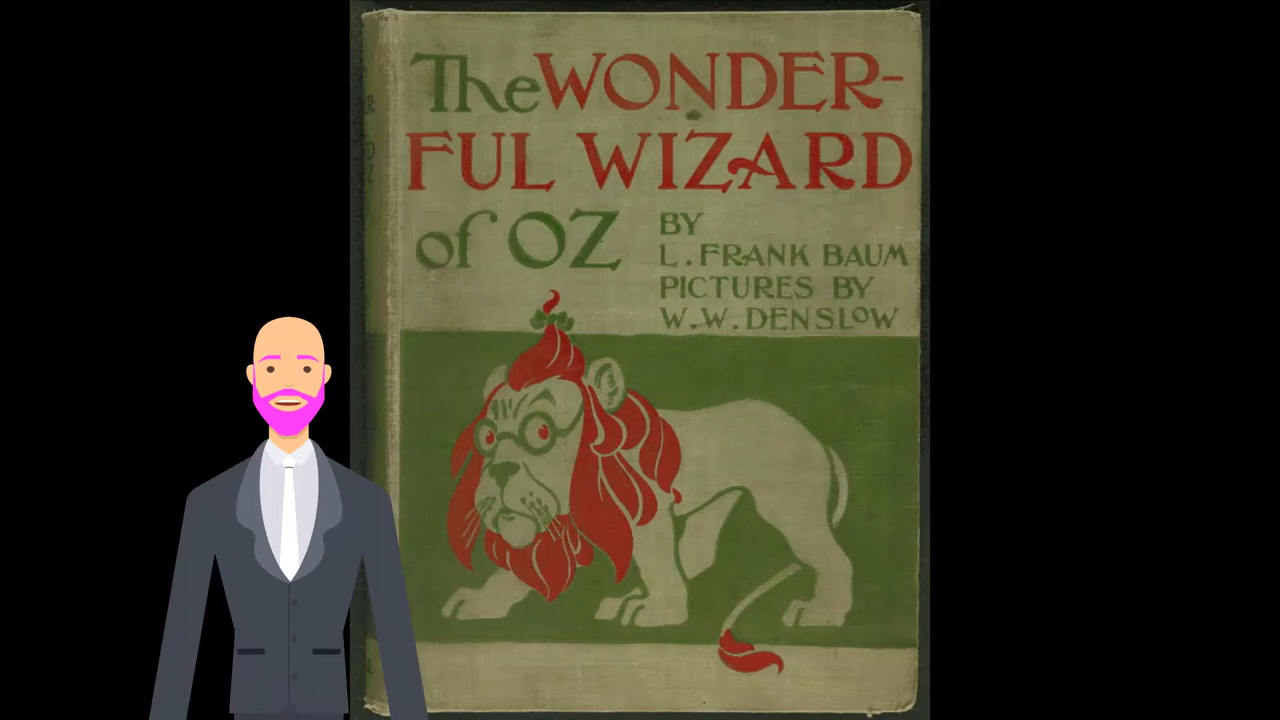 The WONDER-
FUL WIZARD
of OZ
BY
L. FRANK BAUM
PICTURES BY
W. W. DENSLOW